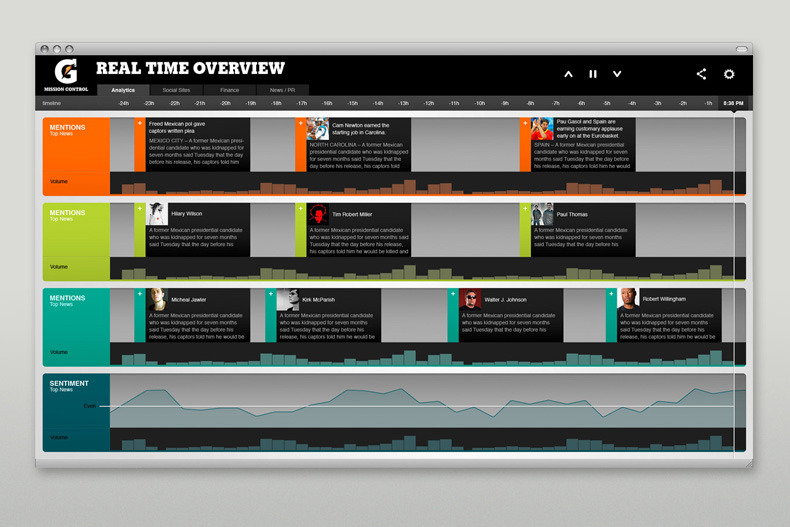 REAL TIME OVERVIEW
G
MISSION CONTROL
Analytics
Social Sites
Finance
News / PR
timeline
-24h -23h -22h -21h -20h -19h -18h -17h -16h -15h -14h -13h -12h -11h -10h -9h -8h -7h -6h -5h -4h -3h -2h -1h 8:38 PM
MENTIONS
Top News
Volume
Freed Mexican pol gave
captors written plea
MEXICO CITY – A former Mexican presi-
dential candidate who was kidnapped for
seven months said Tuesday that the day
before his release, his captors told him
Cam Newton earned the
starting job in Carolina.
NORTH CAROLINA – A former Mexican
presidential candidate who was kidnapped
for seven months said Tuesday that the
day before his release, his captors told him
Pau Gasol and Spain are
earning customary applause
early on at the Eurobasket.
SPAIN – A former Mexican presidential
candidate who was kidnapped for seven
months said Tuesday that the day before
his release, his captors told him he would
MENTIONS
Top News
Volume
Hilary Wilson
A former Mexican presidential candidate
who was kidnapped for seven months
said Tuesday that the day before his
Tim Robert Miller
A former Mexican presidential candidate
who was kidnapped for seven months
said Tuesday that the day before his release,
his captors told him he would be killed and
Paul Thomas
A former Mexican presidential candidate
who was kidnapped for seven months
said Tuesday that the day before his
MENTIONS
Top News
Volume
Micheal Jawler
A former Mexican presidential candidate
who was kidnapped for seven months
said Tuesday that the day before his
release, his captors told him he would be
Kirk McParish
A former Mexican presidential candidate
who was kidnapped for seven months
said Tuesday that the day before his
release, his captors told him he would be
Walter J. Johnson
A former Mexican presidential candidate
who was kidnapped for seven months
said Tuesday that the day before his
Robert Willingham
A former Mexican presidential candidate
who was kidnapped for seven months
said Tuesday that the day before his
release, his captors told him he would be
SENTIMENT
Top News
Even
Volume